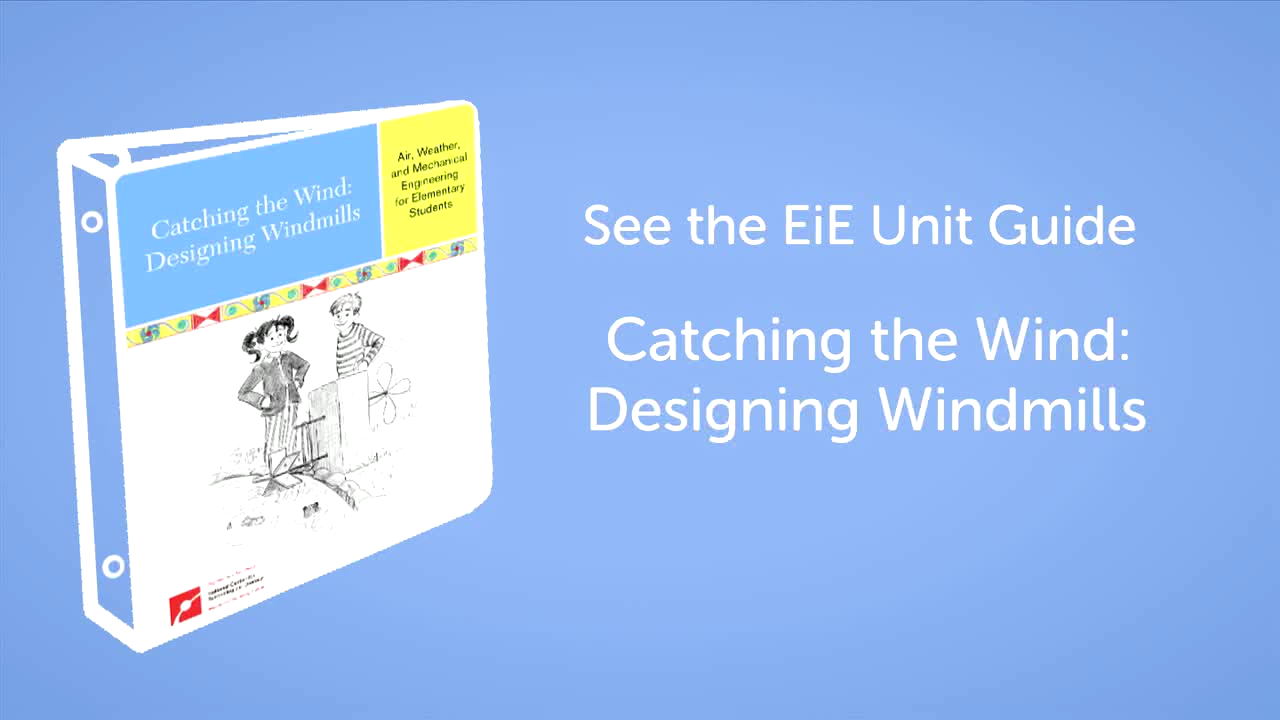 Catching the Wind:
Designing Windmills
Air, Weather,
and Mechanical
Engineering
for Elementary
Students
See the EiE Unit Guide
Catching the Wind:
Designing Windmills